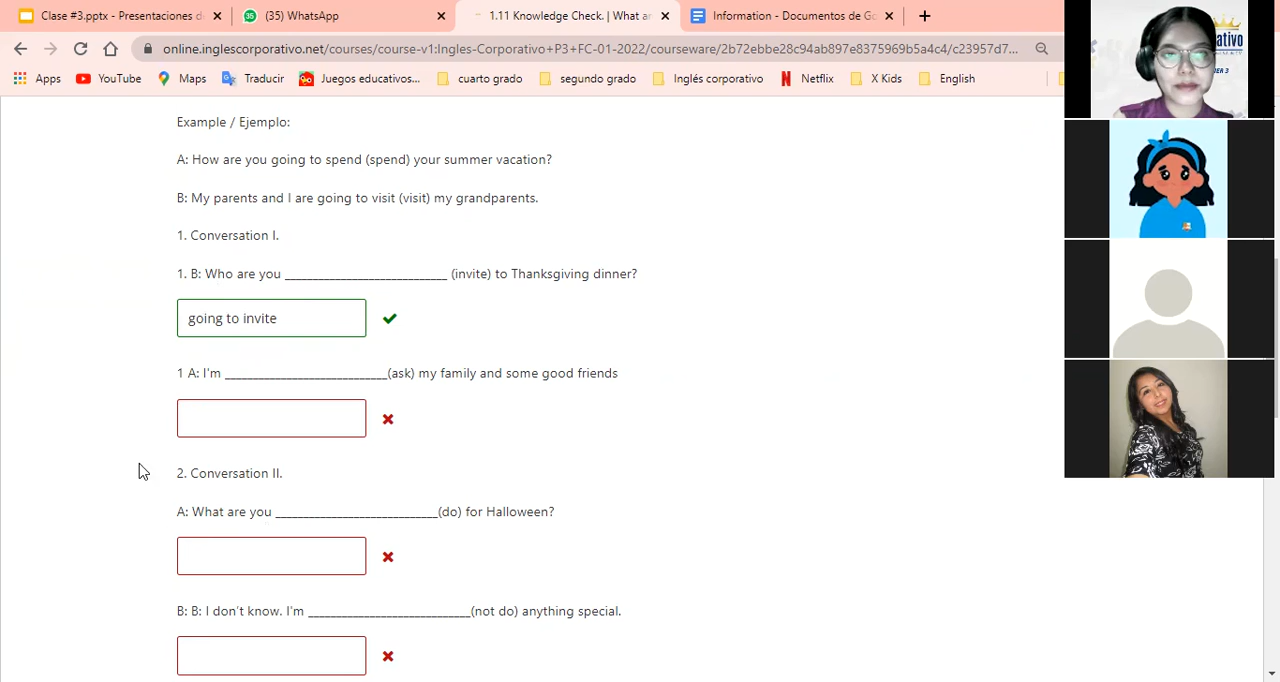 Clase #3.pptx - Presentaciones d
(35) WhatsApp
1.11 Knowledge Check. | What ar
Information - Documentos de Go
online.inglescorporativo.net/courses/course-v1:Ingles-Corporativo+P3+FC-01-2022/courseware/2b72ebbe28c94ab897e8375969b5a4c4/c23957d7...
Apps
YouTube
Maps
Traducir
Juegos educativos...
cuarto grado
segundo grado
Inglés corporativo
Netflix
X Kids
English
Example / Ejemplo:
A: How are you going to spend (spend) your summer vacation?
B: My parents and I are going to visit (visit) my grandparents.
1. Conversation I.
1. B: Who are you __________________________ (invite) to Thanksgiving dinner?
going to invite
1 A: I'm __________________________(ask) my family and some good friends
2. Conversation II.
A: What are you __________________________(do) for Halloween?
B: B: I don't know. I'm __________________________(not do) anything special.